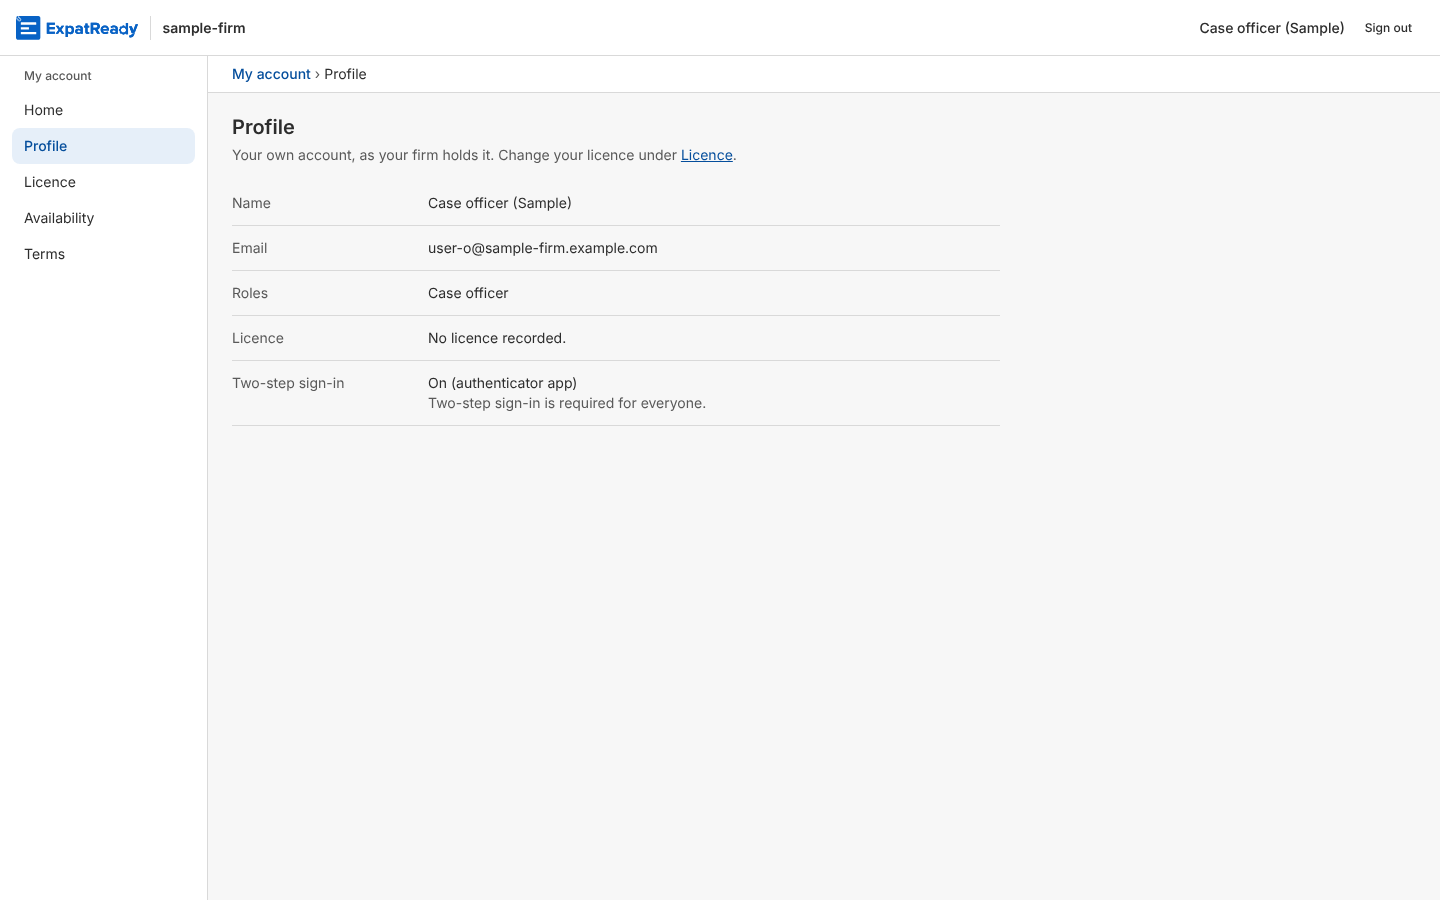 ExpatReady
sample-firm
Case officer (Sample)
Sign out
My account
Home
Profile
Licence
Availability
Terms
My account › Profile
Profile
Your own account, as your firm holds it. Change your licence under Licence.
Name
Case officer (Sample)
Email
user-o@sample-firm.example.com
Roles
Case officer
Licence
No licence recorded.
Two-step sign-in
On (authenticator app)
Two-step sign-in is required for everyone.